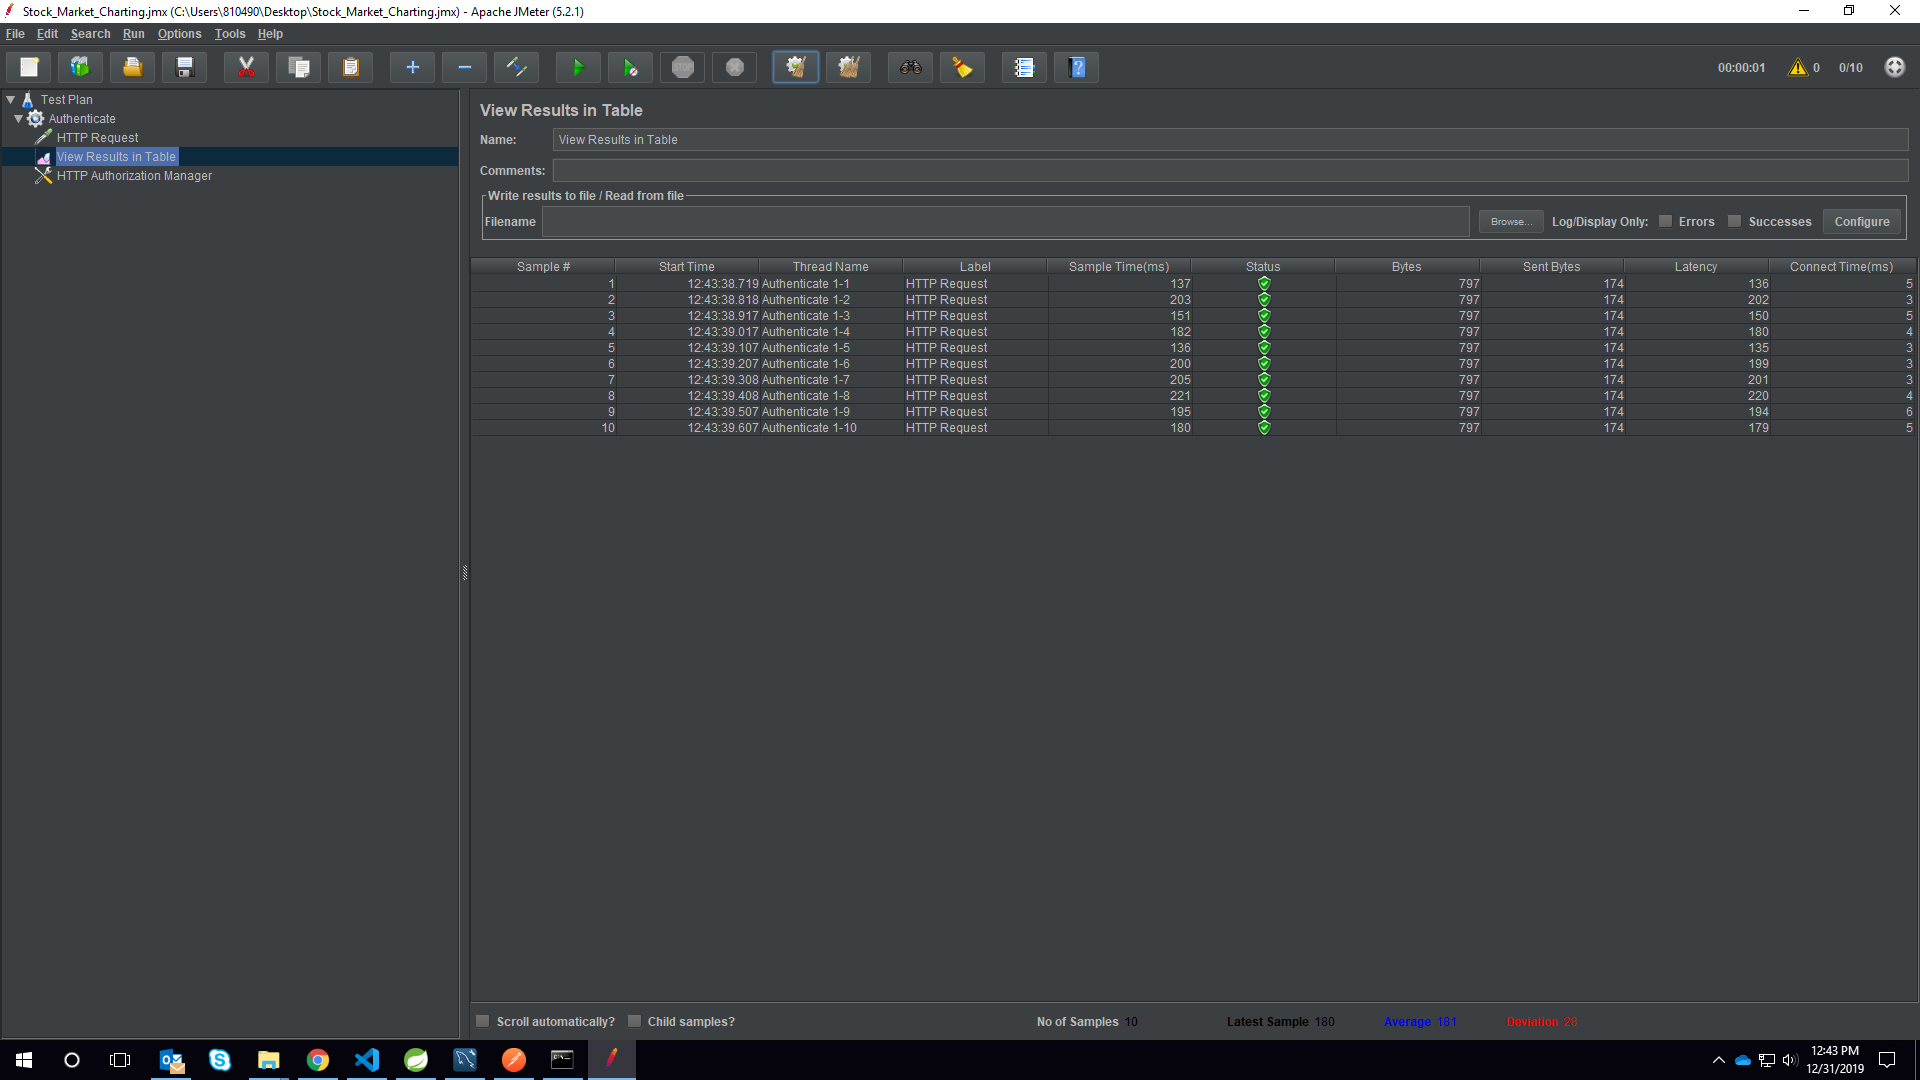 Stock_Market_Charting.jmx (C:\Users\810490\Desktop\Stock_Market_Charting.jmx) - Apache JMeter (5.2.1)
File Edit Search Run Options Tools Help
STOP 00:00:01 0 0/10
Test Plan
Authenticate
HTTP Request
View Results in Table
HTTP Authorization Manager
View Results in Table
Name: View Results in Table
Comments:
Write results to file / Read from file
Filename Browse... Log/Display Only: Errors Successes Configure
Sample # Start Time Thread Name Label Sample Time(ms) Status Bytes Sent Bytes Latency Connect Time(ms)
1 12:43:38.719 Authenticate 1-1 HTTP Request 137 797 174 136 5
2 12:43:38.818 Authenticate 1-2 HTTP Request 203 797 174 202 3
3 12:43:38.917 Authenticate 1-3 HTTP Request 151 797 174 150 5
4 12:43:39.017 Authenticate 1-4 HTTP Request 182 797 174 180 4
5 12:43:39.107 Authenticate 1-5 HTTP Request 136 797 174 135 3
6 12:43:39.207 Authenticate 1-6 HTTP Request 200 797 174 199 3
7 12:43:39.308 Authenticate 1-7 HTTP Request 205 797 174 201 3
8 12:43:39.408 Authenticate 1-8 HTTP Request 221 797 174 220 4
9 12:43:39.507 Authenticate 1-9 HTTP Request 195 797 174 194 6
10 12:43:39.607 Authenticate 1-10 HTTP Request 180 797 174 179 5
Scroll automatically? Child samples? No of Samples 10 Latest Sample 180 Average 181 Deviation 28
12:43 PM
12/31/2019